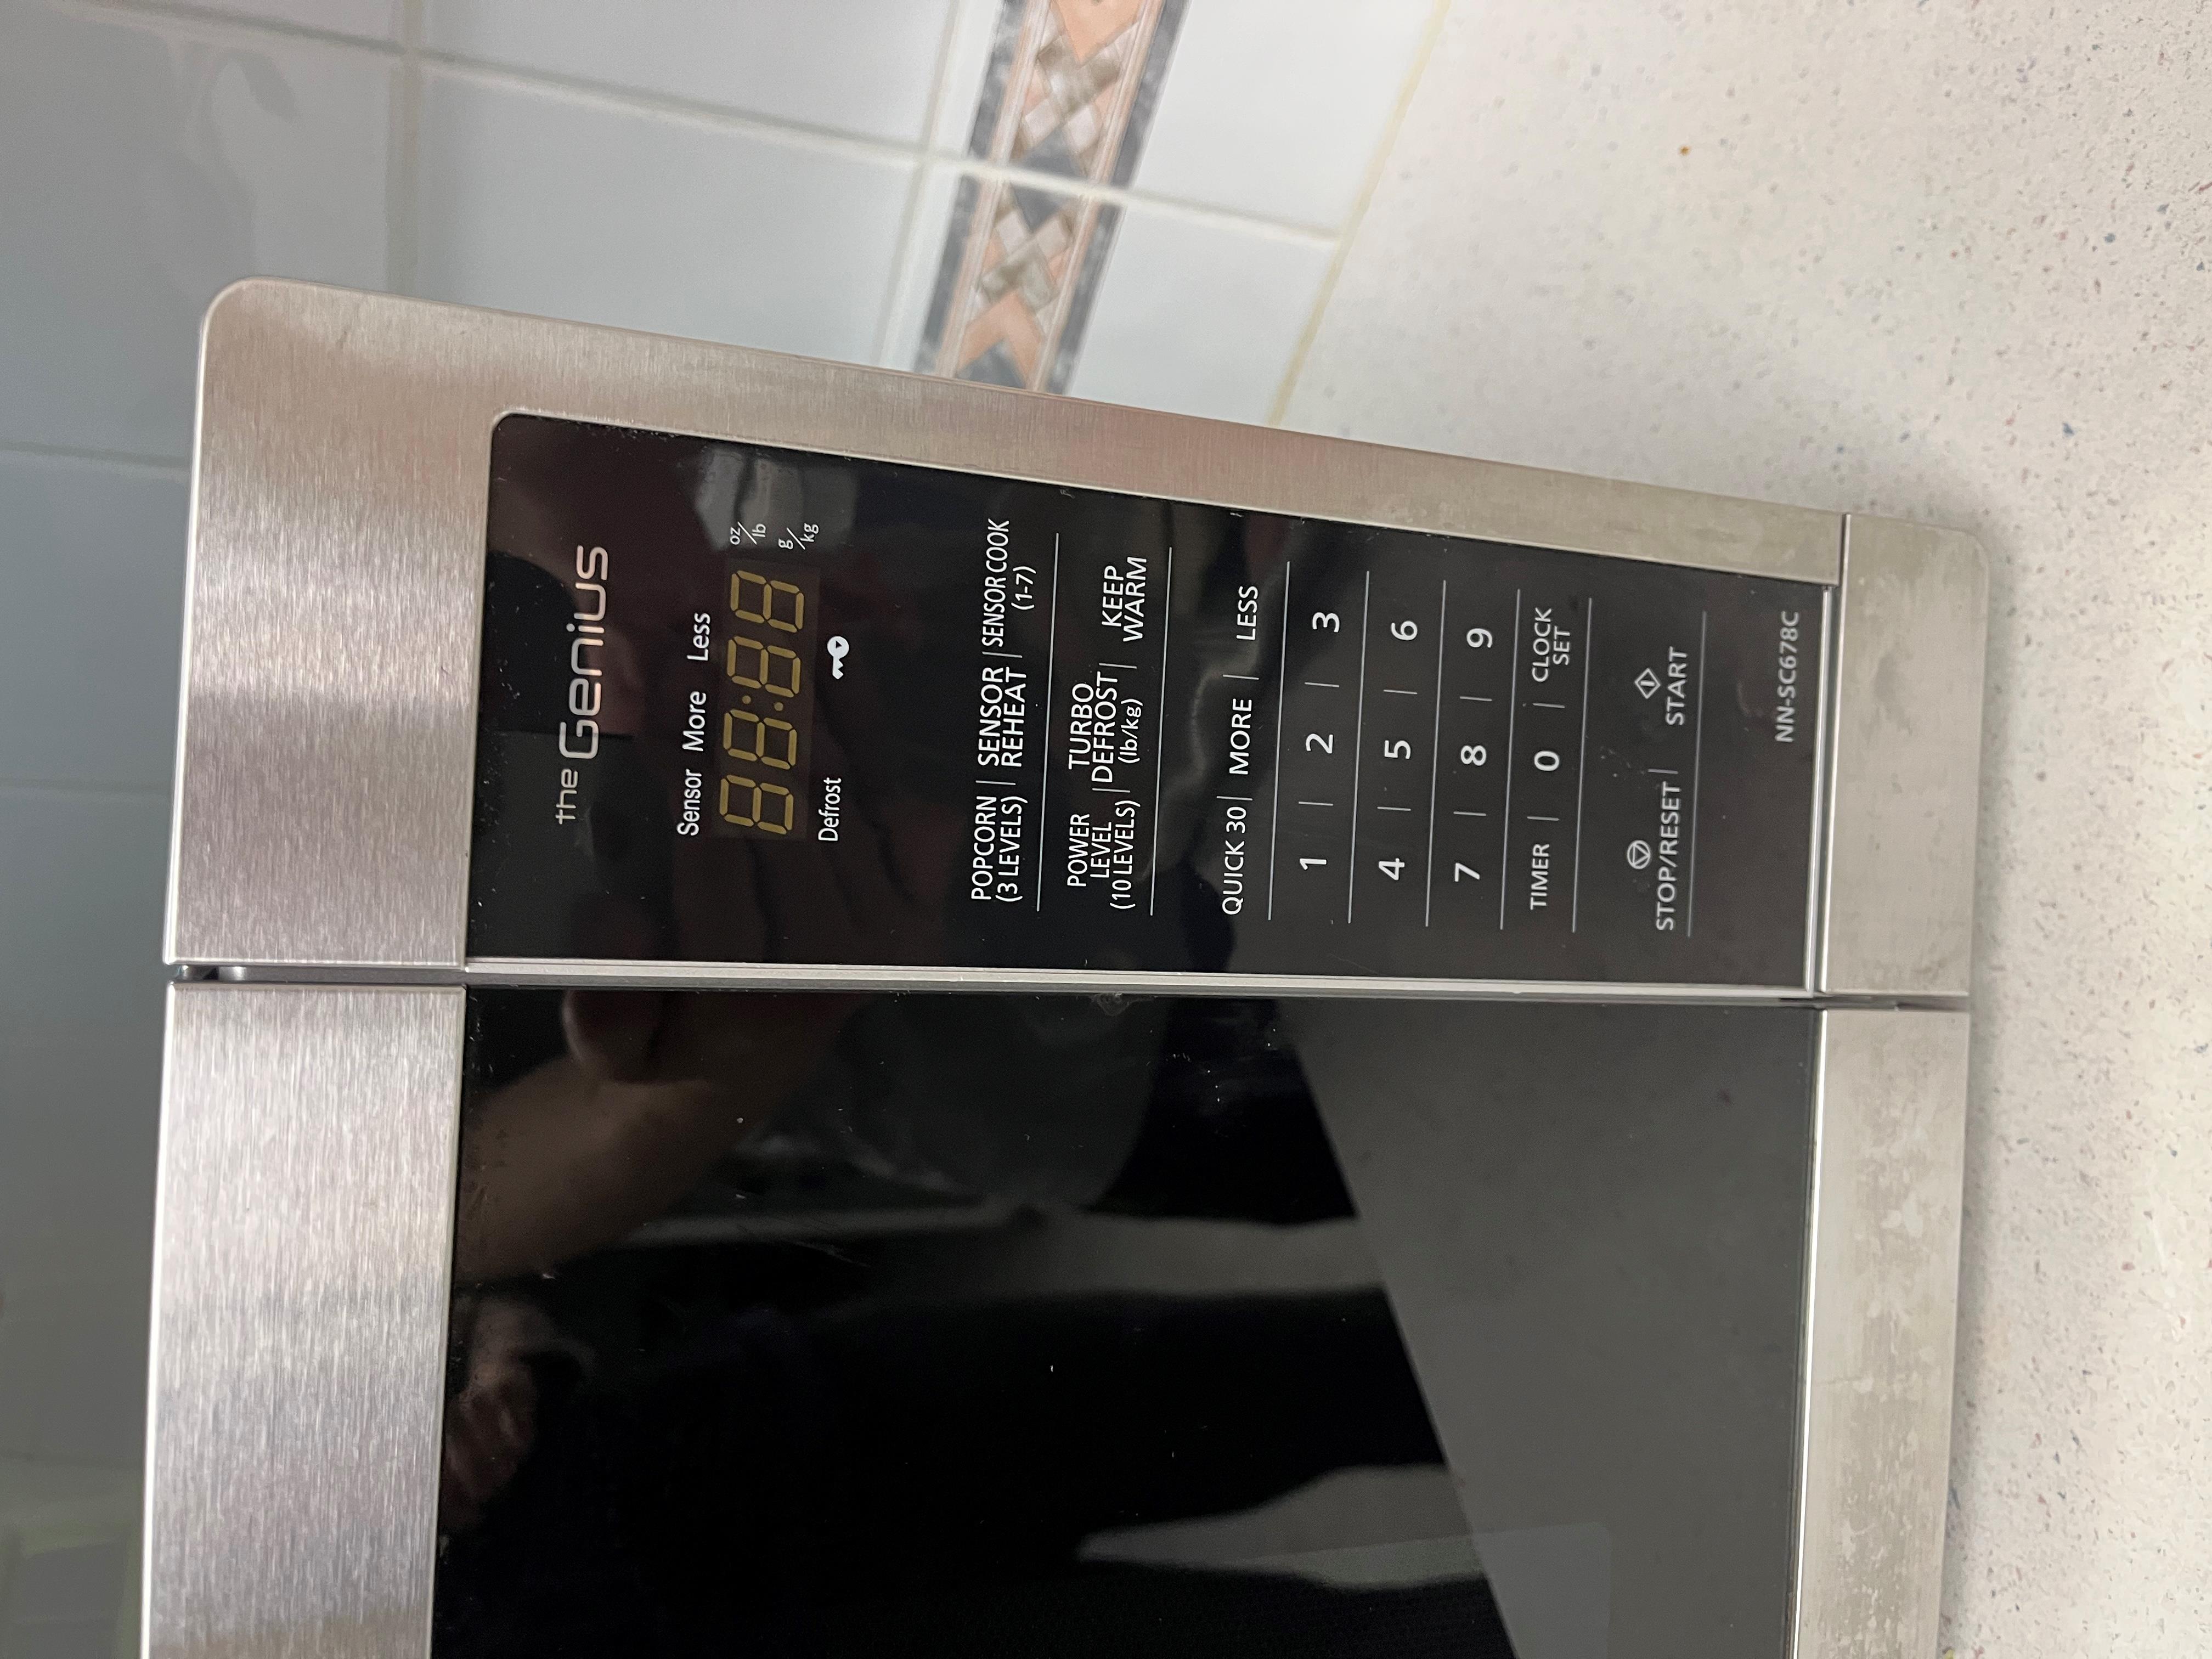 the Genius
Sensor More Less
88:88
oz/lb
g/kg
Defrost
POPCORN (3 LEVELS) | SENSOR REHEAT | SENSOR COOK (1-7)
POWER LEVEL (10 LEVELS) | TURBO DEFROST (lb/kg) | KEEP WARM
QUICK 30 | MORE | LESS
1 | 2 | 3
4 | 5 | 6
7 | 8 | 9
TIMER | 0 | CLOCK SET
STOP/RESET | START
NN-SC678C